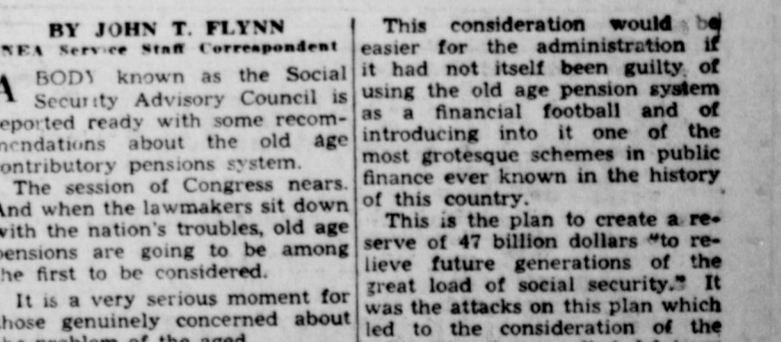 BY JOHN T. FLYNN
NEA Service Staff Correspondent
A BODY known as the Social
Security Advisory Council is
eported ready with some recom-
mendations about the old age
ontributory pensions system.
The session of Congress nears.
And when the lawmakers sit down
with the nation's troubles, old age
pensions are going to be among
he first to be considered.
It is a very serious moment for
those genuinely concerned about
the problem of the aged
This consideration would be
easier for the administration if
it had not itself been guilty of
using the old age pension system
as a financial football and of
introducing into it one of the
most grotesque schemes in public
finance ever known in the history
of this country.
This is the plan to create a re-
serve of 47 billion dollars "to re-
lieve future generations of the
great load of social security." It
was the attacks on this plan which
led to the consideration of the